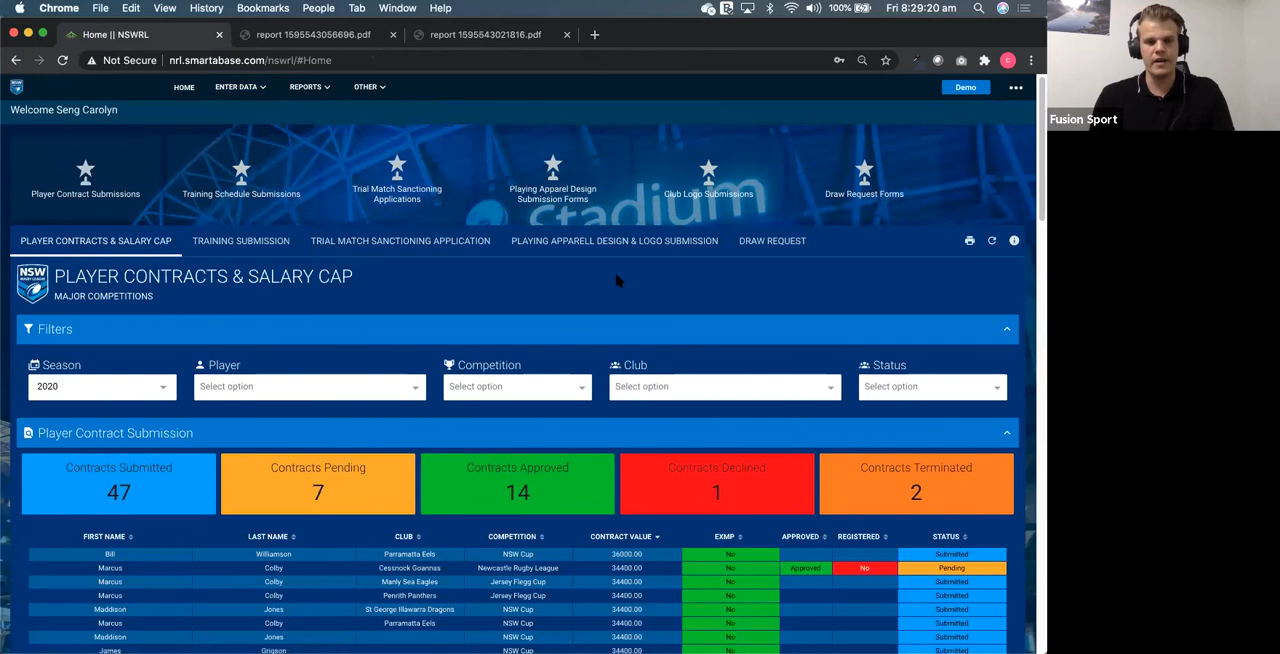 Chrome File Edit View History Bookmarks People Tab Window Help 100% Fri 8:29:20 am
Home || NSWRL report 1595543056696.pdf report 1595543021816.pdf
Not Secure nrl.smartabase.com/nswrl/#Home
HOME ENTER DATA REPORTS OTHER Demo
Welcome Seng Carolyn
Fusion Sport
Stadium
Player Contract Submissions
Training Schedule Submissions
Trial Match Sanctioning
Applications
Playing Apparel Design
Submission Forms
Club Logo Submissions
Draw Request Forms
PLAYER CONTRACTS & SALARY CAP TRAINING SUBMISSION TRIAL MATCH SANCTIONING APPLICATION PLAYING APPARELL DESIGN & LOGO SUBMISSION DRAW REQUEST
NSW
PLAYER CONTRACTS & SALARY CAP
MAJOR COMPETITIONS
Filters
Season Player Competition Club Status
2020 Select option Select option Select option Select option
Player Contract Submission
Contracts Submitted Contracts Pending Contracts Approved Contracts Declined Contracts Terminated
47 7 14 1 2
FIRST NAME LAST NAME CLUB COMPETITION CONTRACT VALUE EXMP APPROVED REGISTERED STATUS
Bill Williamson Parramatta Eels NSW Cup 36000.00 No Submitted
Marcus Colby Cessnock Goannas Newcastle Rugby League 34400.00 No Approved No Pending
Marcus Colby Manly Sea Eagles Jersey Flegg Cup 34400.00 No Submitted
Marcus Colby Penrith Panthers Jersey Flegg Cup 34400.00 No Submitted
Maddison Jones St George Illawarra Dragons NSW Cup 34400.00 No Submitted
Marcus Colby Parramatta Eels NSW Cup 34400.00 No Submitted
Maddison Jones NSW Cup 34400.00 No Submitted
James Grigson NSW Cup 34400.00 No Submitted